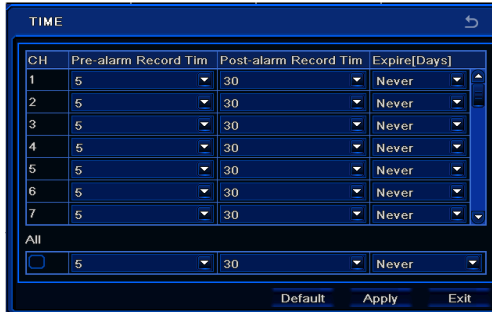 TIME
CH Pre-alarm Record Tim Post-alarm Record Tim Expire[Days]
1 5 30 Never
2 5 30 Never
3 5 30 Never
4 5 30 Never
5 5 30 Never
6 5 30 Never
7 5 30 Never
All
5 30 Never
Default Apply Exit